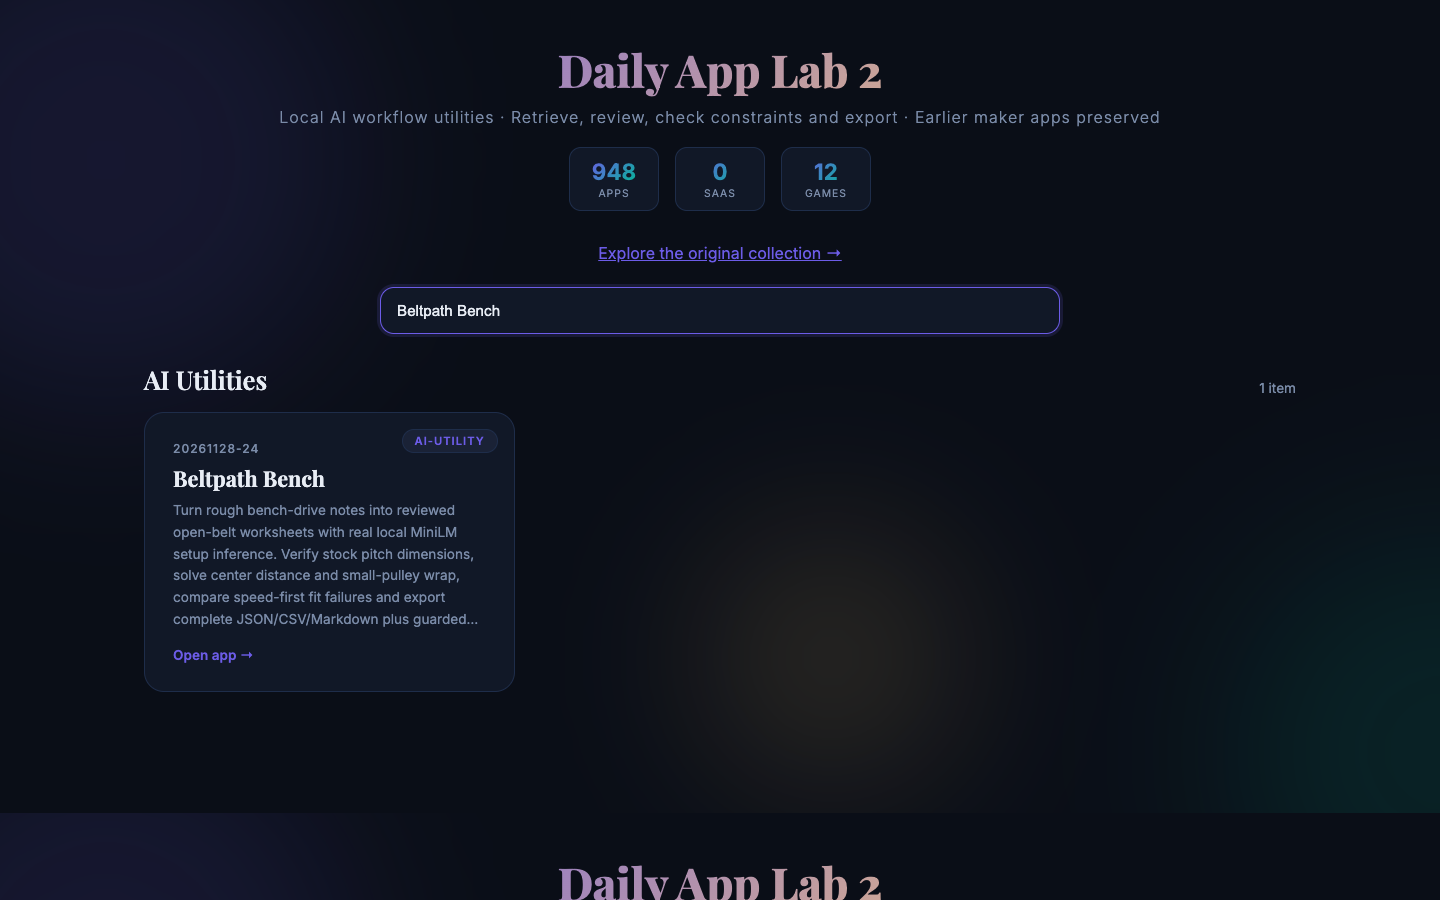 Daily App Lab 2
Local AI workflow utilities · Retrieve, review, check constraints and export · Earlier maker apps preserved
948
APPS
0
SAAS
12
GAMES
Explore the original collection →
Beltpath Bench
AI Utilities
1 item
20261128-24
AI-UTILITY
Beltpath Bench
Turn rough bench-drive notes into reviewed
open-belt worksheets with real local MiniLM
setup inference. Verify stock pitch dimensions,
solve center distance and small-pulley wrap,
compare speed-first fit failures and export
complete JSON/CSV/Markdown plus guarded...
Open app →
Daily App Lab 2